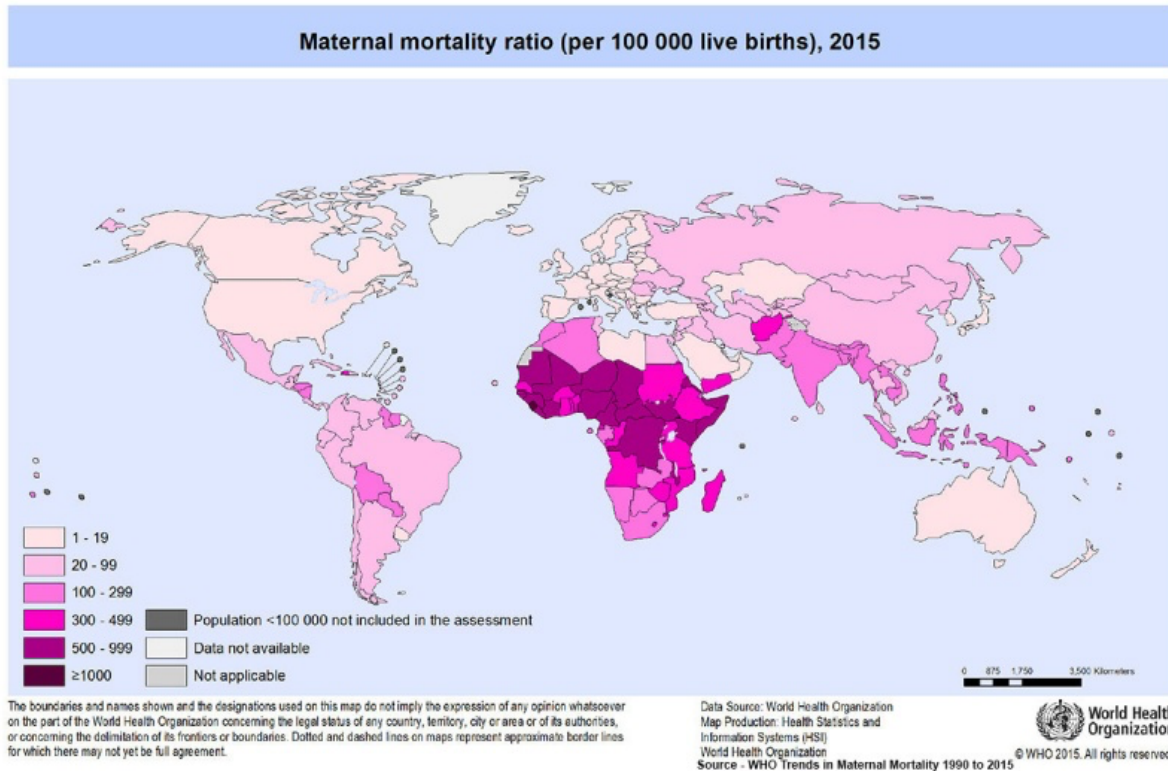 Maternal mortality ratio (per 100 000 live births), 2015
1 - 19
20 - 99
100 - 299
300 - 499
500 - 999
≥1000
Population <100 000 not included in the assessment
Data not available
Not applicable
0 875 1,750 3,500 Kilometers
The boundaries and names shown and the designations used on this map do not imply the expression of any opinion whatsoever
on the part of the World Health Organization concerning the legal status of any country, territory, city or area or of its authorities,
or concerning the delimitation of its frontiers or boundaries. Dotted and dashed lines on maps represent approximate border lines
for which there may not yet be full agreement.
Data Source: World Health Organization
Map Production: Health Statistics and
Information Systems (HSI)
World Health Organization
Source - WHO Trends in Maternal Mortality 1990 to 2015
World Health
Organization
© WHO 2015. All rights reserved